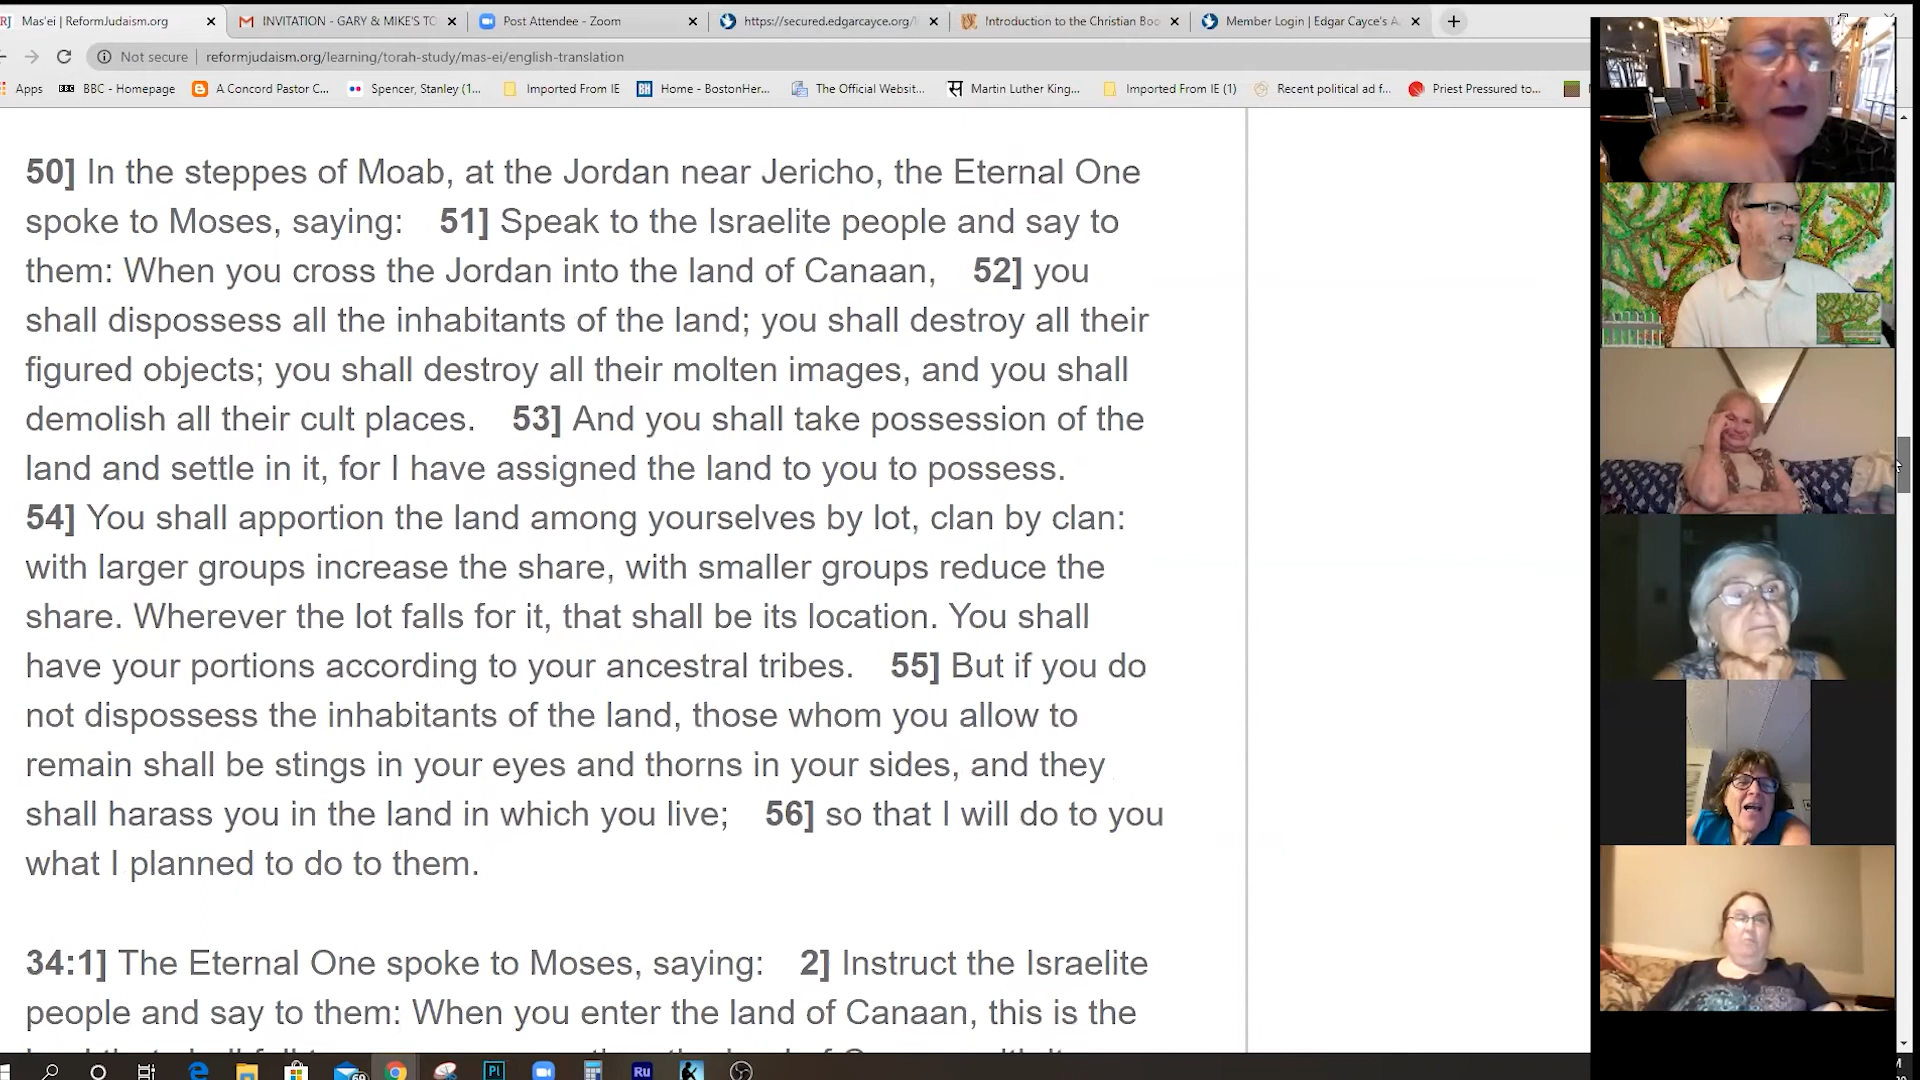 Mas'ei | ReformJudaism.org
INVITATION - GARY & MIKE'S TO
Post Attendee - Zoom
https://secured.edgarcayce.org/
Introduction to the Christian Boo
Member Login | Edgar Cayce's A
Not secure reformjudaism.org/learning/torah-study/mas-ei/english-translation
Apps BBC - Homepage A Concord Pastor C... Spencer, Stanley (1... Imported From IE Home - BostonHer... The Official Websit... Martin Luther King... Imported From IE (1) Recent political ad f... Priest Pressured to...
50] In the steppes of Moab, at the Jordan near Jericho, the Eternal One
spoke to Moses, saying: 51] Speak to the Israelite people and say to
them: When you cross the Jordan into the land of Canaan, 52] you
shall dispossess all the inhabitants of the land; you shall destroy all their
figured objects; you shall destroy all their molten images, and you shall
demolish all their cult places. 53] And you shall take possession of the
land and settle in it, for I have assigned the land to you to possess.
54] You shall apportion the land among yourselves by lot, clan by clan:
with larger groups increase the share, with smaller groups reduce the
share. Wherever the lot falls for it, that shall be its location. You shall
have your portions according to your ancestral tribes. 55] But if you do
not dispossess the inhabitants of the land, those whom you allow to
remain shall be stings in your eyes and thorns in your sides, and they
shall harass you in the land in which you live; 56] so that I will do to you
what I planned to do to them.
34:1] The Eternal One spoke to Moses, saying: 2] Instruct the Israelite
people and say to them: When you enter the land of Canaan, this is the
Pl Ru